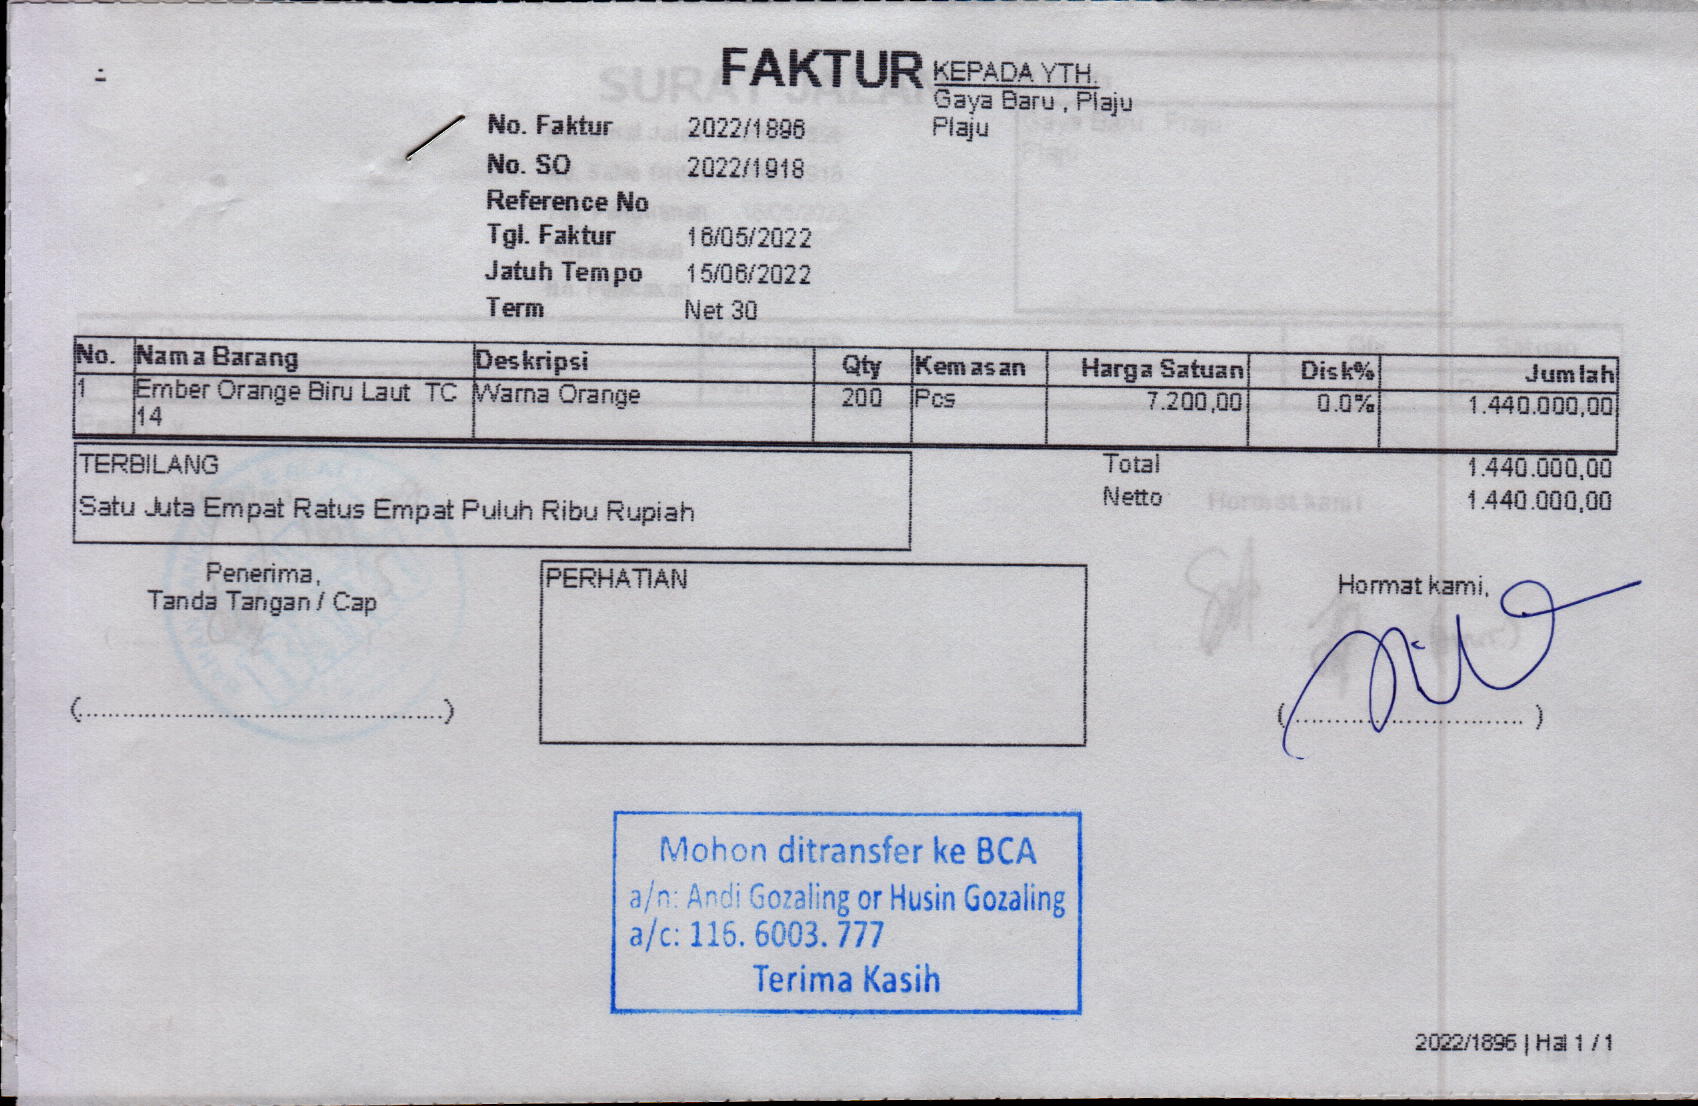 FAKTUR
KEPADA YTH.
Gaya Baru , Plaju
Plaju
No. Faktur 2022/1896
No. SO 2022/1918
Reference No
Tgl. Faktur 16/05/2022
Jatuh Tempo 15/06/2022
Term Net 30
No. Nama Barang Deskripsi Qty Kemasan Harga Satuan Disk% Jumlah
1 Ember Orange Biru Laut TC Warna Orange 200 Pcs 7.200,00 0.0% 1.440.000,00
14
TERBILANG
Satu Juta Empat Ratus Empat Puluh Ribu Rupiah
Total 1.440.000,00
Netto 1.440.000,00
Penerima,
Tanda Tangan / Cap
(................................................)
PERHATIAN
Hormat kami,
(.............................. )
Mohon ditransfer ke BCA
a/n: Andi Gozaling or Husin Gozaling
a/c: 116. 6003. 777
Terima Kasih
2022/1896 | Hal 1 / 1